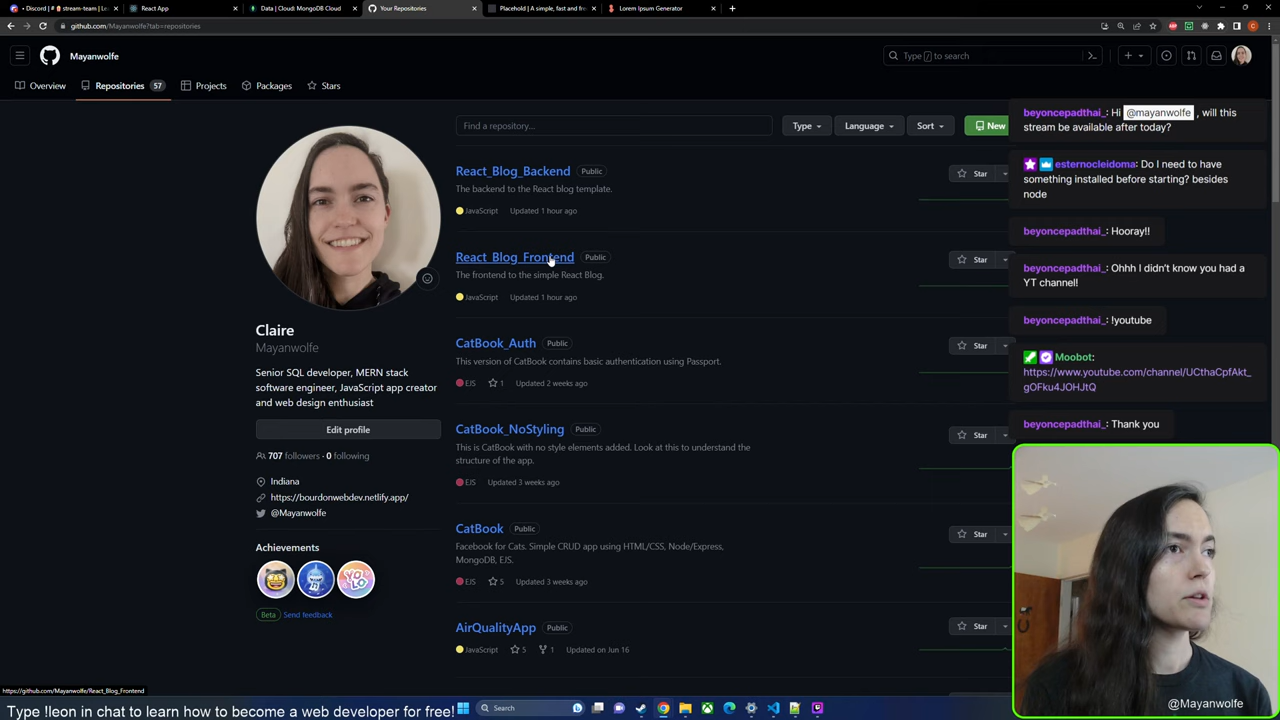 Discord | # stream-team | Le
React App
Data | Cloud: MongoDB Cloud
Your Repositories
Placehold | A simple, fast and fre
Lorem Ipsum Generator
github.com/Mayanwolfe?tab=repositories
Mayanwolfe
Type / to search
Overview
Repositories 57
Projects
Packages
Stars
Find a repository...
Type
Language
Sort
New
React_Blog_Backend Public
Star
The backend to the React blog template.
JavaScript Updated 1 hour ago
React_Blog_Frontend Public
Star
The frontend to the simple React Blog.
JavaScript Updated 1 hour ago
CatBook_Auth Public
Star
This version of CatBook contains basic authentication using Passport.
EJS 1 Updated 2 weeks ago
CatBook_NoStyling Public
Star
This is CatBook with no style elements added. Look at this to understand the
structure of the app.
EJS Updated 3 weeks ago
CatBook Public
Star
Facebook for Cats. Simple CRUD app using HTML/CSS, Node/Express,
MongoDB, EJS.
EJS 5 Updated 3 weeks ago
AirQualityApp Public
Star
JavaScript 5 1 Updated on Jun 16
Claire
Mayanwolfe
Senior SQL developer, MERN stack
software engineer, JavaScript app creator
and web design enthusiast
Edit profile
707 followers · 0 following
Indiana
https://bourdonwebdev.netlify.app/
@Mayanwolfe
Achievements
YOLO
Beta Send feedback
https://github.com/Mayanwolfe/React_Blog_Frontend
beyoncepadthai_: Hi @mayanwolfe , will this
stream be available after today?
esternocleidoma: Do I need to have
something installed before starting? besides
node
beyoncepadthai_: Hooray!!
beyoncepadthai_: Ohhh I didn't know you had a
YT channel!
beyoncepadthai_: !youtube
Moobot:
https://www.youtube.com/channel/UCthaCpfAkt_
gOFku4JOHJtQ
beyoncepadthai_: Thank you
@Mayanwolfe
Type !leon in chat to learn how to become a web developer for free!
Search